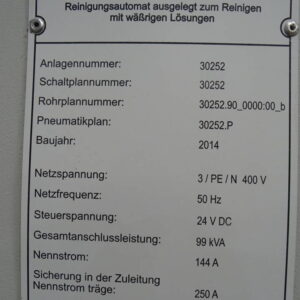 Reinigungsautomat ausgelegt zum Reinigen
mit wäßrigen Lösungen
Anlagennummer: 30252
Schaltplannummer: 30252
Rohrplannummer: 30252.90_0000:00_b
Pneumatikplan: 30252.P
Baujahr: 2014
Netzspannung: 3 / PE / N 400 V
Netzfrequenz: 50 Hz
Steuerspannung: 24 V DC
Gesamtanschlussleistung: 99 kVA
Nennstrom: 144 A
Sicherung in der Zuleitung
Nennstrom träge: 250 A